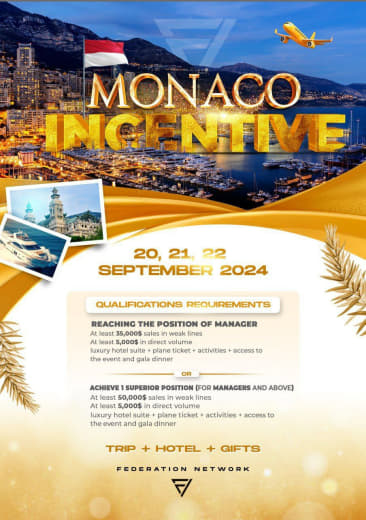 MONACO
INCENTIVE
20, 21, 22
SEPTEMBER 2024
QUALIFICATIONS REQUIREMENTS
REACHING THE POSITION OF MANAGER
At least 35,000$ sales in weak lines
At least 5,000$ in direct volume
luxury hotel suite + plane ticket + activities + access to
the event and gala dinner
OR
ACHIEVE 1 SUPERIOR POSITION (FOR MANAGERS AND ABOVE)
At least 50,000$ sales in weak lines
At least 5,000$ in direct volume
luxury hotel suite + plane ticket + activities + access to
the event and gala dinner
TRIP + HOTEL + GIFTS
FEDERATION NETWORK